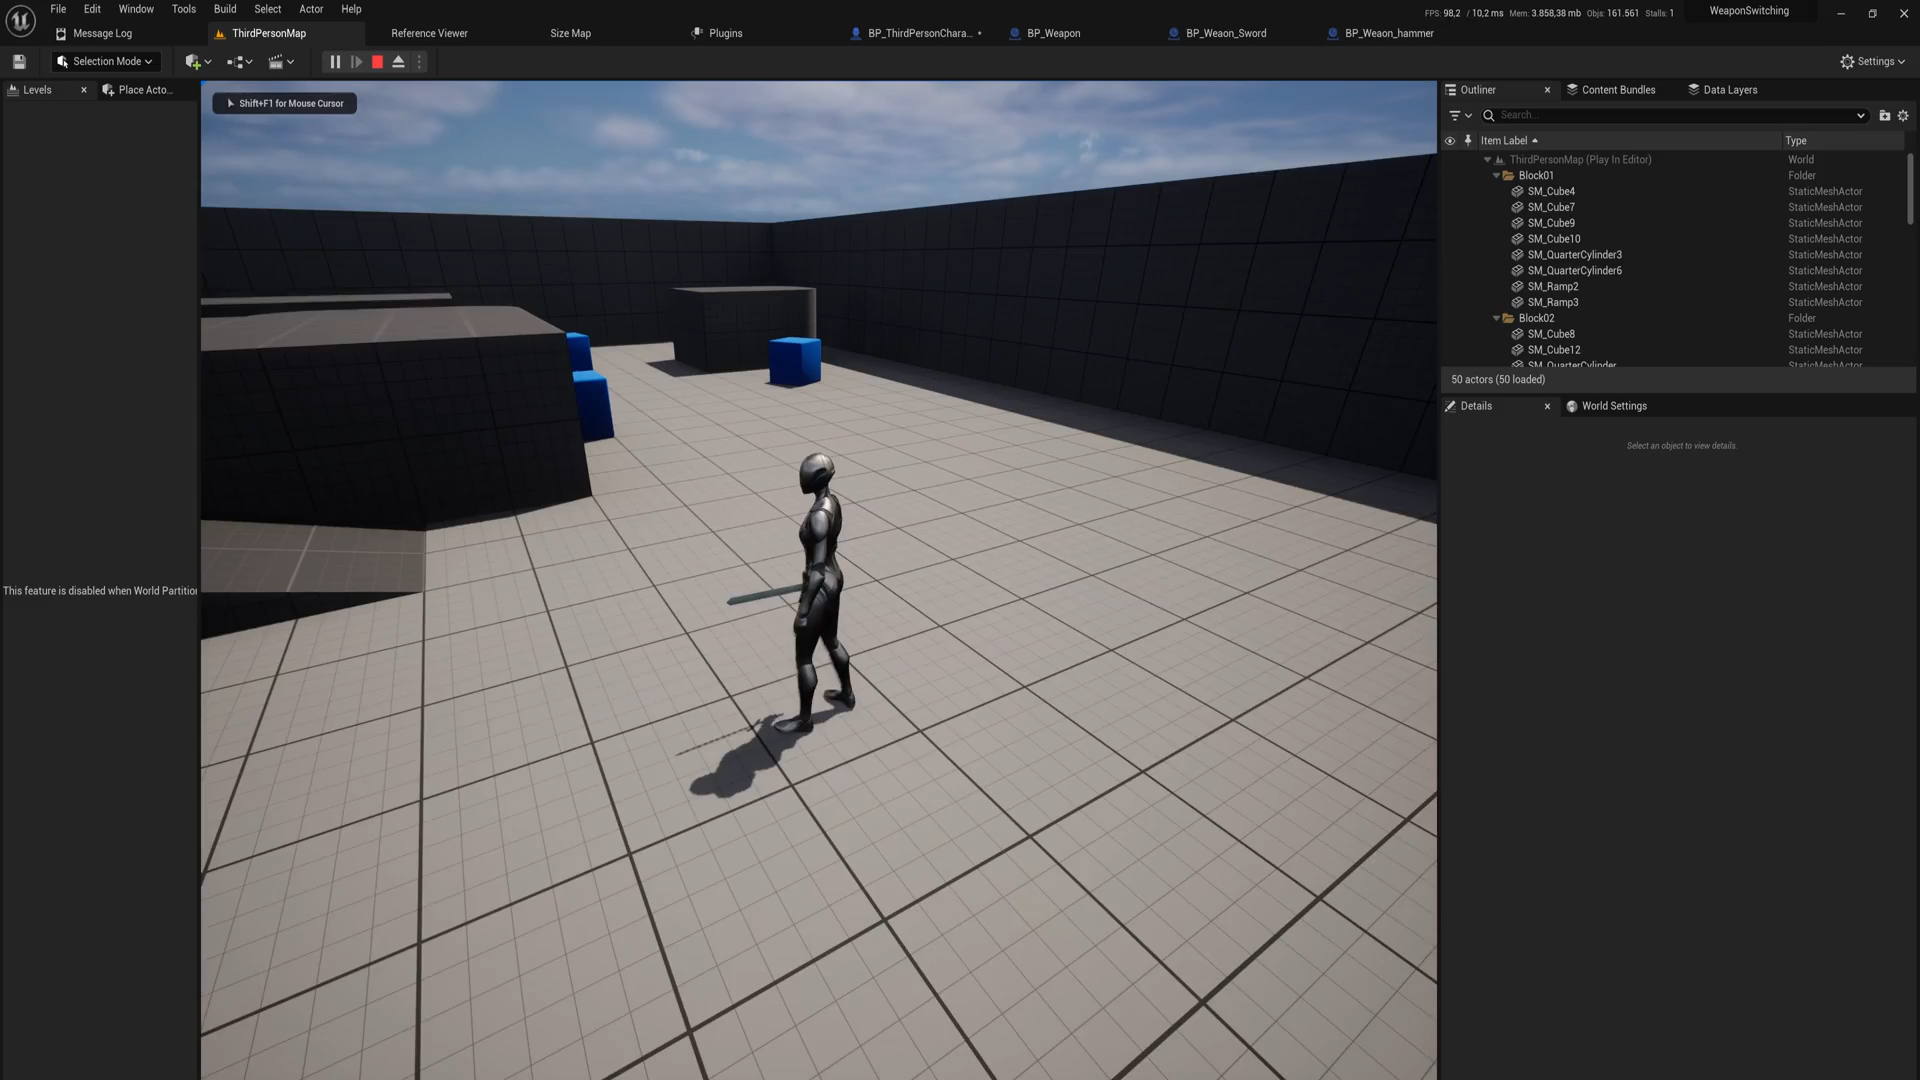 File Edit Window Tools Build Select Actor Help
FPS: 98,2 / 10,2 ms Mem: 3.858,38 mb Objs: 161.561 Stalls: 1
WeaponSwitching
Message Log
ThirdPersonMap
Reference Viewer
Size Map
Plugins
BP_ThirdPersonChara... •
BP_Weapon
BP_Weaon_Sword
BP_Weaon_hammer
Selection Mode
Settings
Levels
Place Acto...
Shift+F1 for Mouse Cursor
This feature is disabled when World Partition
Outliner
Content Bundles
Data Layers
Search...
Item Label Type
ThirdPersonMap (Play In Editor) World
Block01 Folder
SM_Cube4 StaticMeshActor
SM_Cube7 StaticMeshActor
SM_Cube9 StaticMeshActor
SM_Cube10 StaticMeshActor
SM_QuarterCylinder3 StaticMeshActor
SM_QuarterCylinder6 StaticMeshActor
SM_Ramp2 StaticMeshActor
SM_Ramp3 StaticMeshActor
Block02 Folder
SM_Cube8 StaticMeshActor
SM_Cube12 StaticMeshActor
SM_QuarterCylinder StaticMeshActor
50 actors (50 loaded)
Details
World Settings
Select an object to view details.